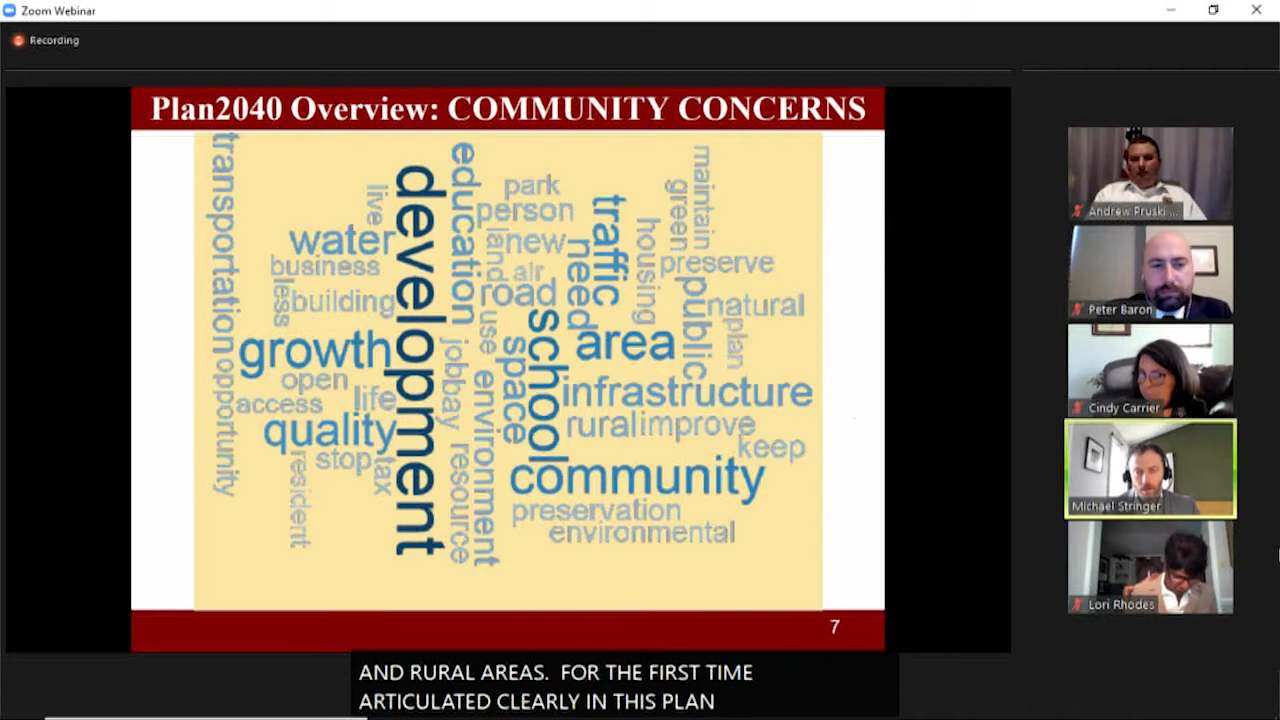 Zoom Webinar
Recording
Plan2040 Overview: COMMUNITY CONCERNS
transportation
opportunity
live
water
business
less
building
growth
open
access
life
quality
stop
tax
resident
development
education
park
person
land
new
air
road
need
traffic
housing
green
maintain
preserve
public
natural
plan
use
school
area
space
job
bay
environment
resource
infrastructure
rural
improve
keep
community
preservation
environmental
7
AND RURAL AREAS. FOR THE FIRST TIME
ARTICULATED CLEARLY IN THIS PLAN
Andrew Pruski ...
Peter Baron
Cindy Carrier
Michael Stringer
Lori Rhodes